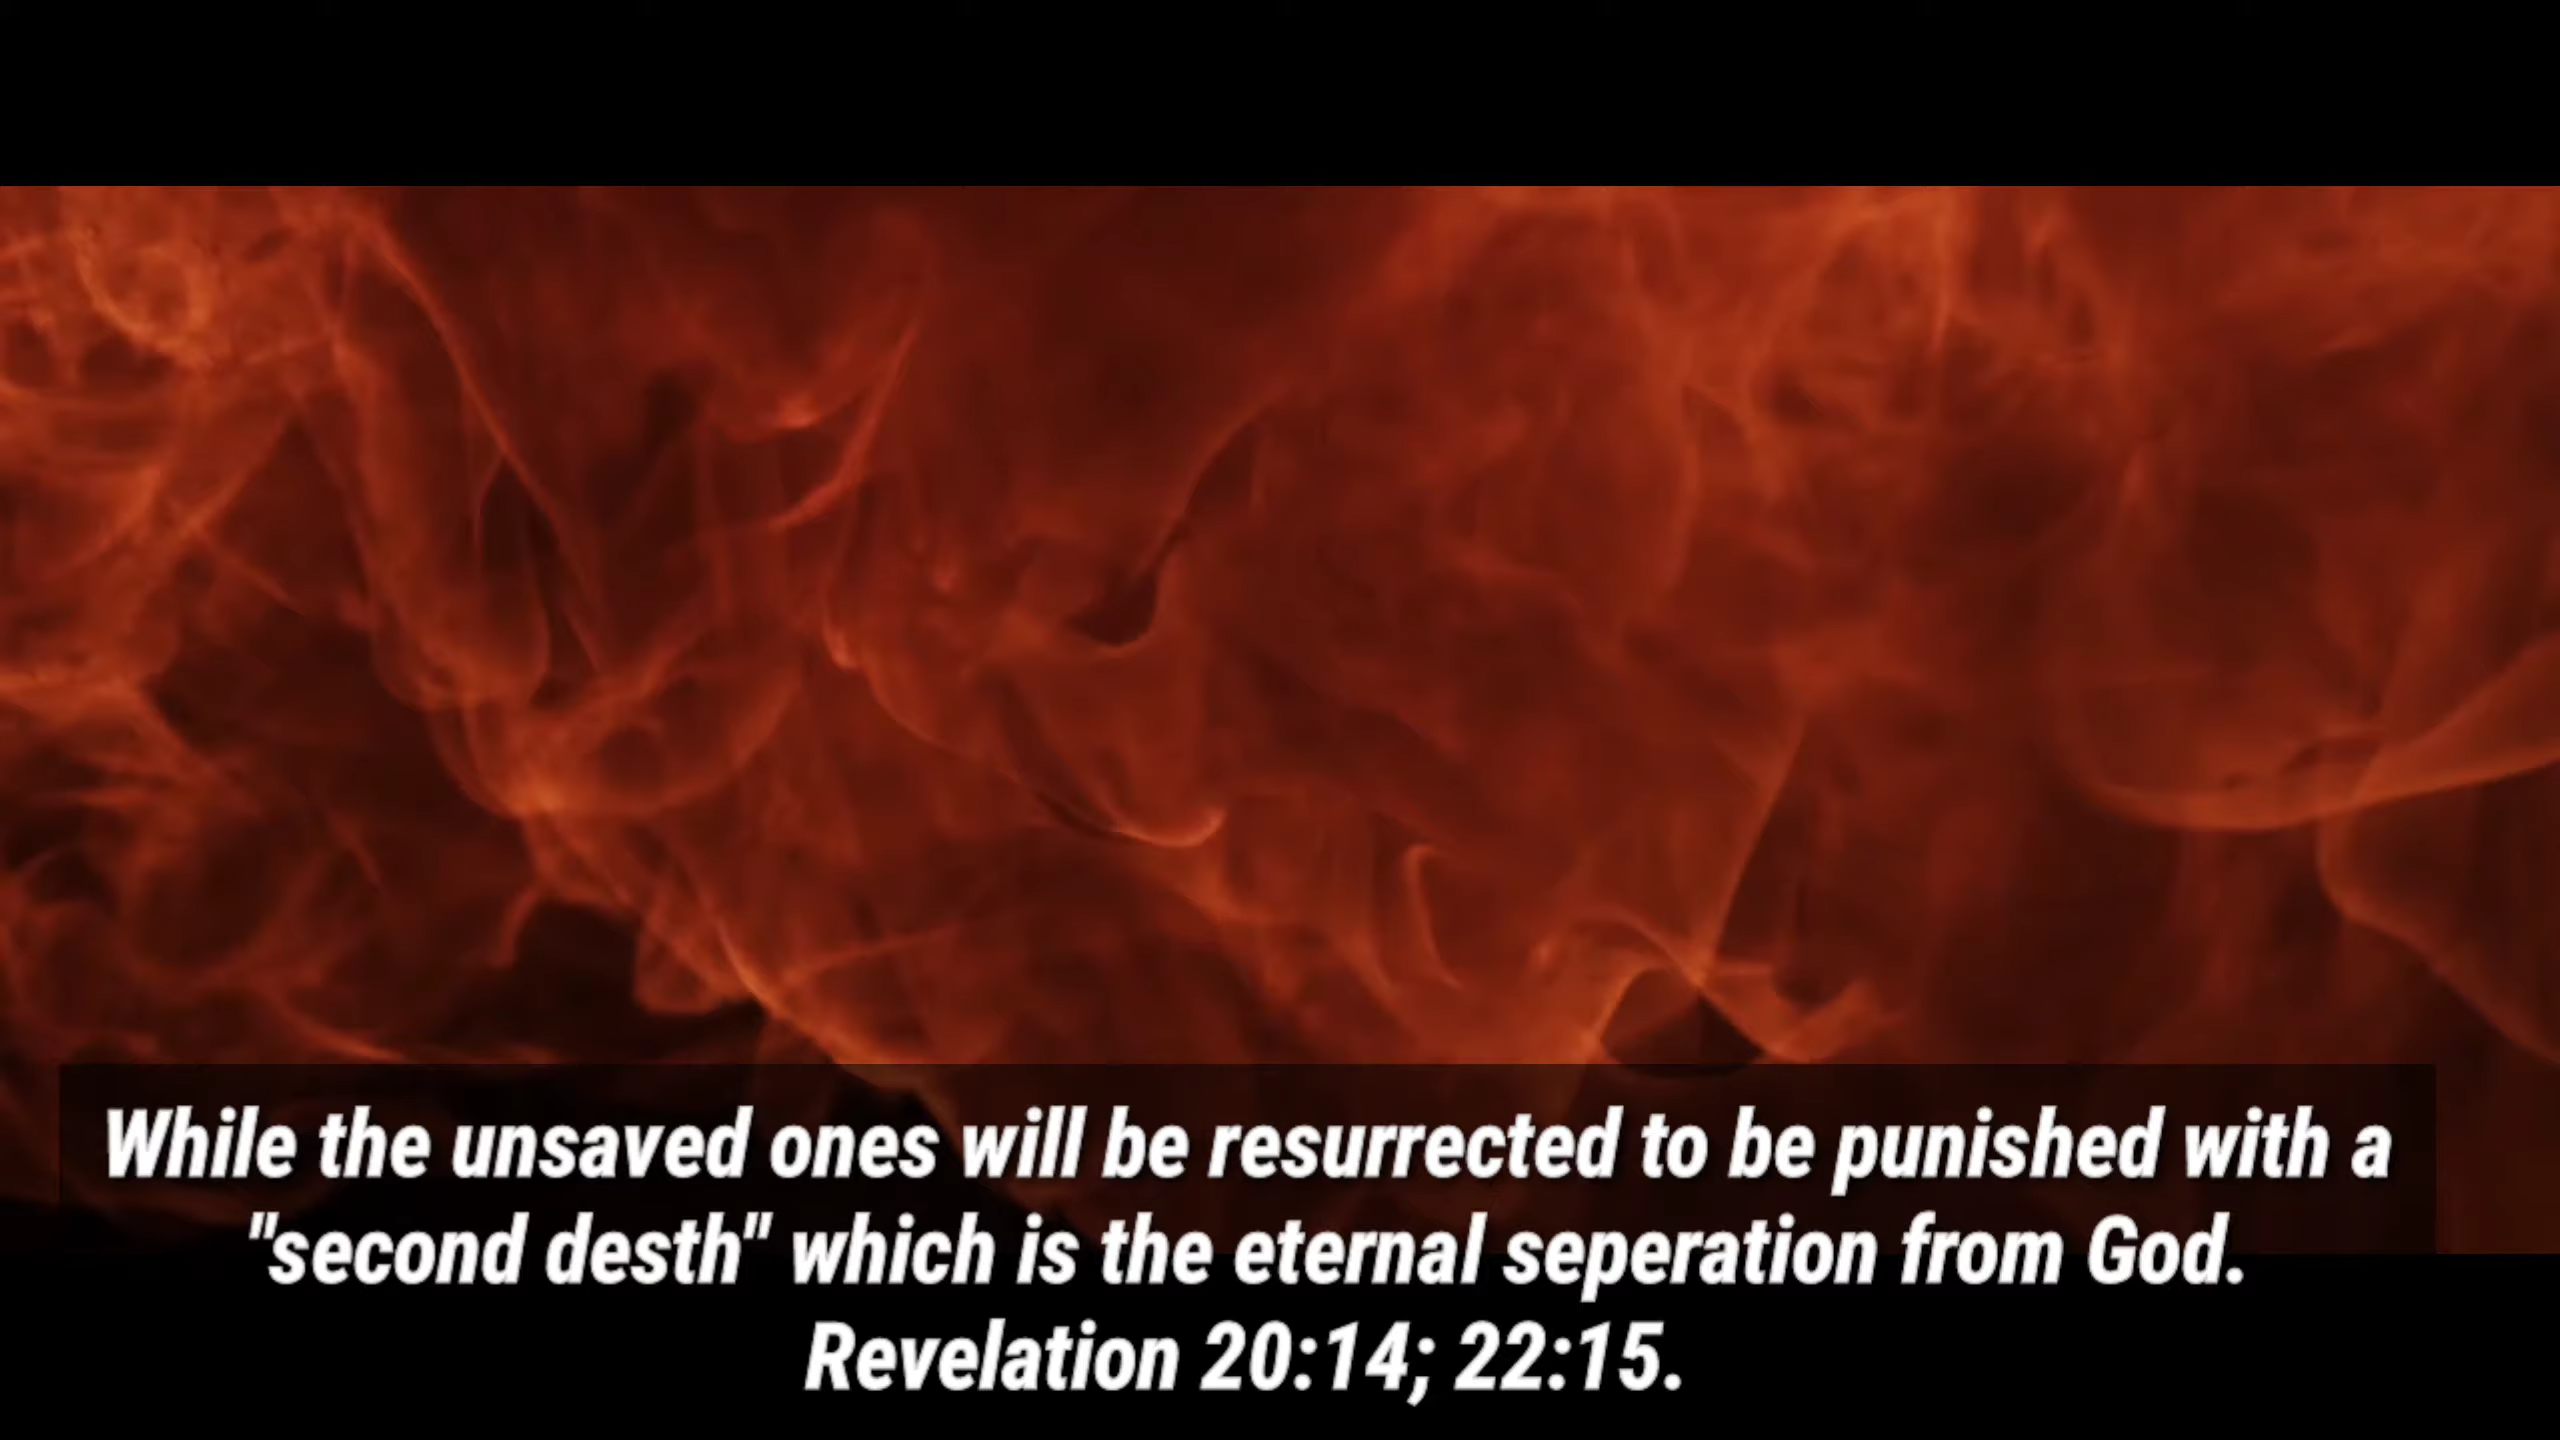 While the unsaved ones will be resurrected to be punished with a
"second desth" which is the eternal seperation from God.
Revelation 20:14; 22:15.